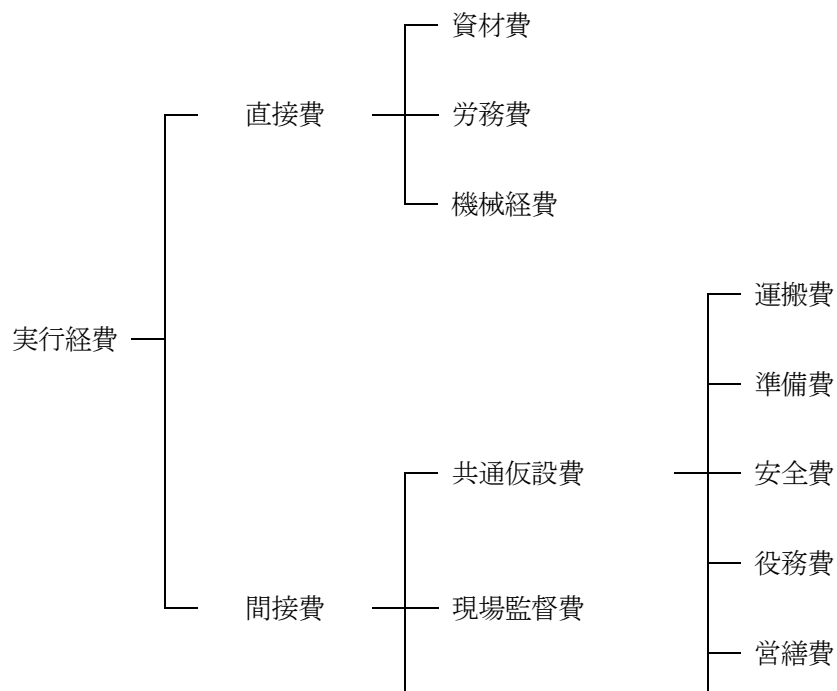 資材費
直接費
労務費
機械経費
運搬費
実行経費
準備費
共通仮設費
安全費
役務費
間接費
現場監督費
営繕費